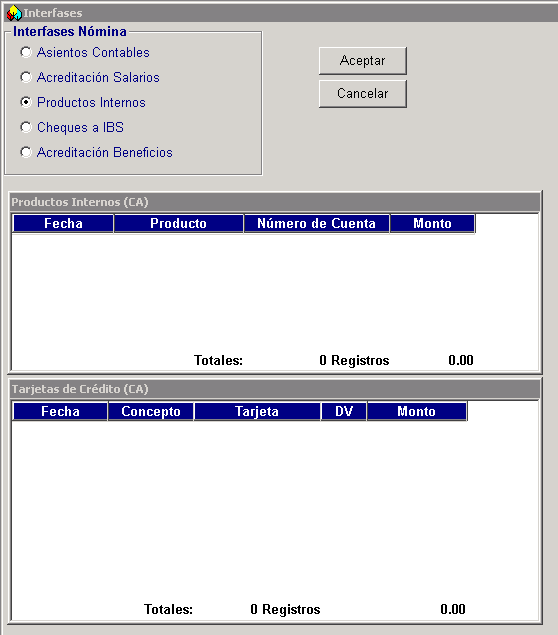 Interfases
Interfases Nómina
Asientos Contables
Acreditación Salarios
Productos Internos
Cheques a IBS
Acreditación Beneficios
Aceptar
Cancelar
Productos Internos (CA)
Fecha Producto Número de Cuenta Monto
Totales: 0 Registros 0.00
Tarjetas de Crédito (CA)
Fecha Concepto Tarjeta DV Monto
Totales: 0 Registros 0.00